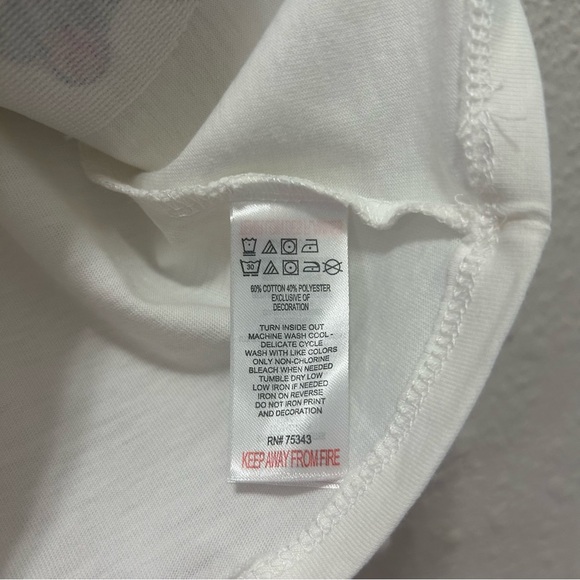 30
60% COTTON 40% POLYESTER
EXCLUSIVE OF
DECORATION
TURN INSIDE OUT
MACHINE WASH COOL -
DELICATE CYCLE
WASH WITH LIKE COLORS
ONLY NON-CHLORINE
BLEACH WHEN NEEDED
TUMBLE DRY LOW
LOW IRON IF NEEDED
IRON ON REVERSE
DO NOT IRON PRINT
AND DECORATION
RN# 75343
KEEP AWAY FROM FIRE